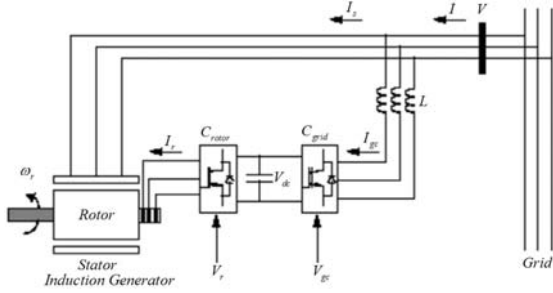 I_s
I
V
L
C_rotor
C_grid
I_r
I_gc
V_dc
ω_r
Rotor
Stator
Induction Generator
V_r
V_gc
Grid